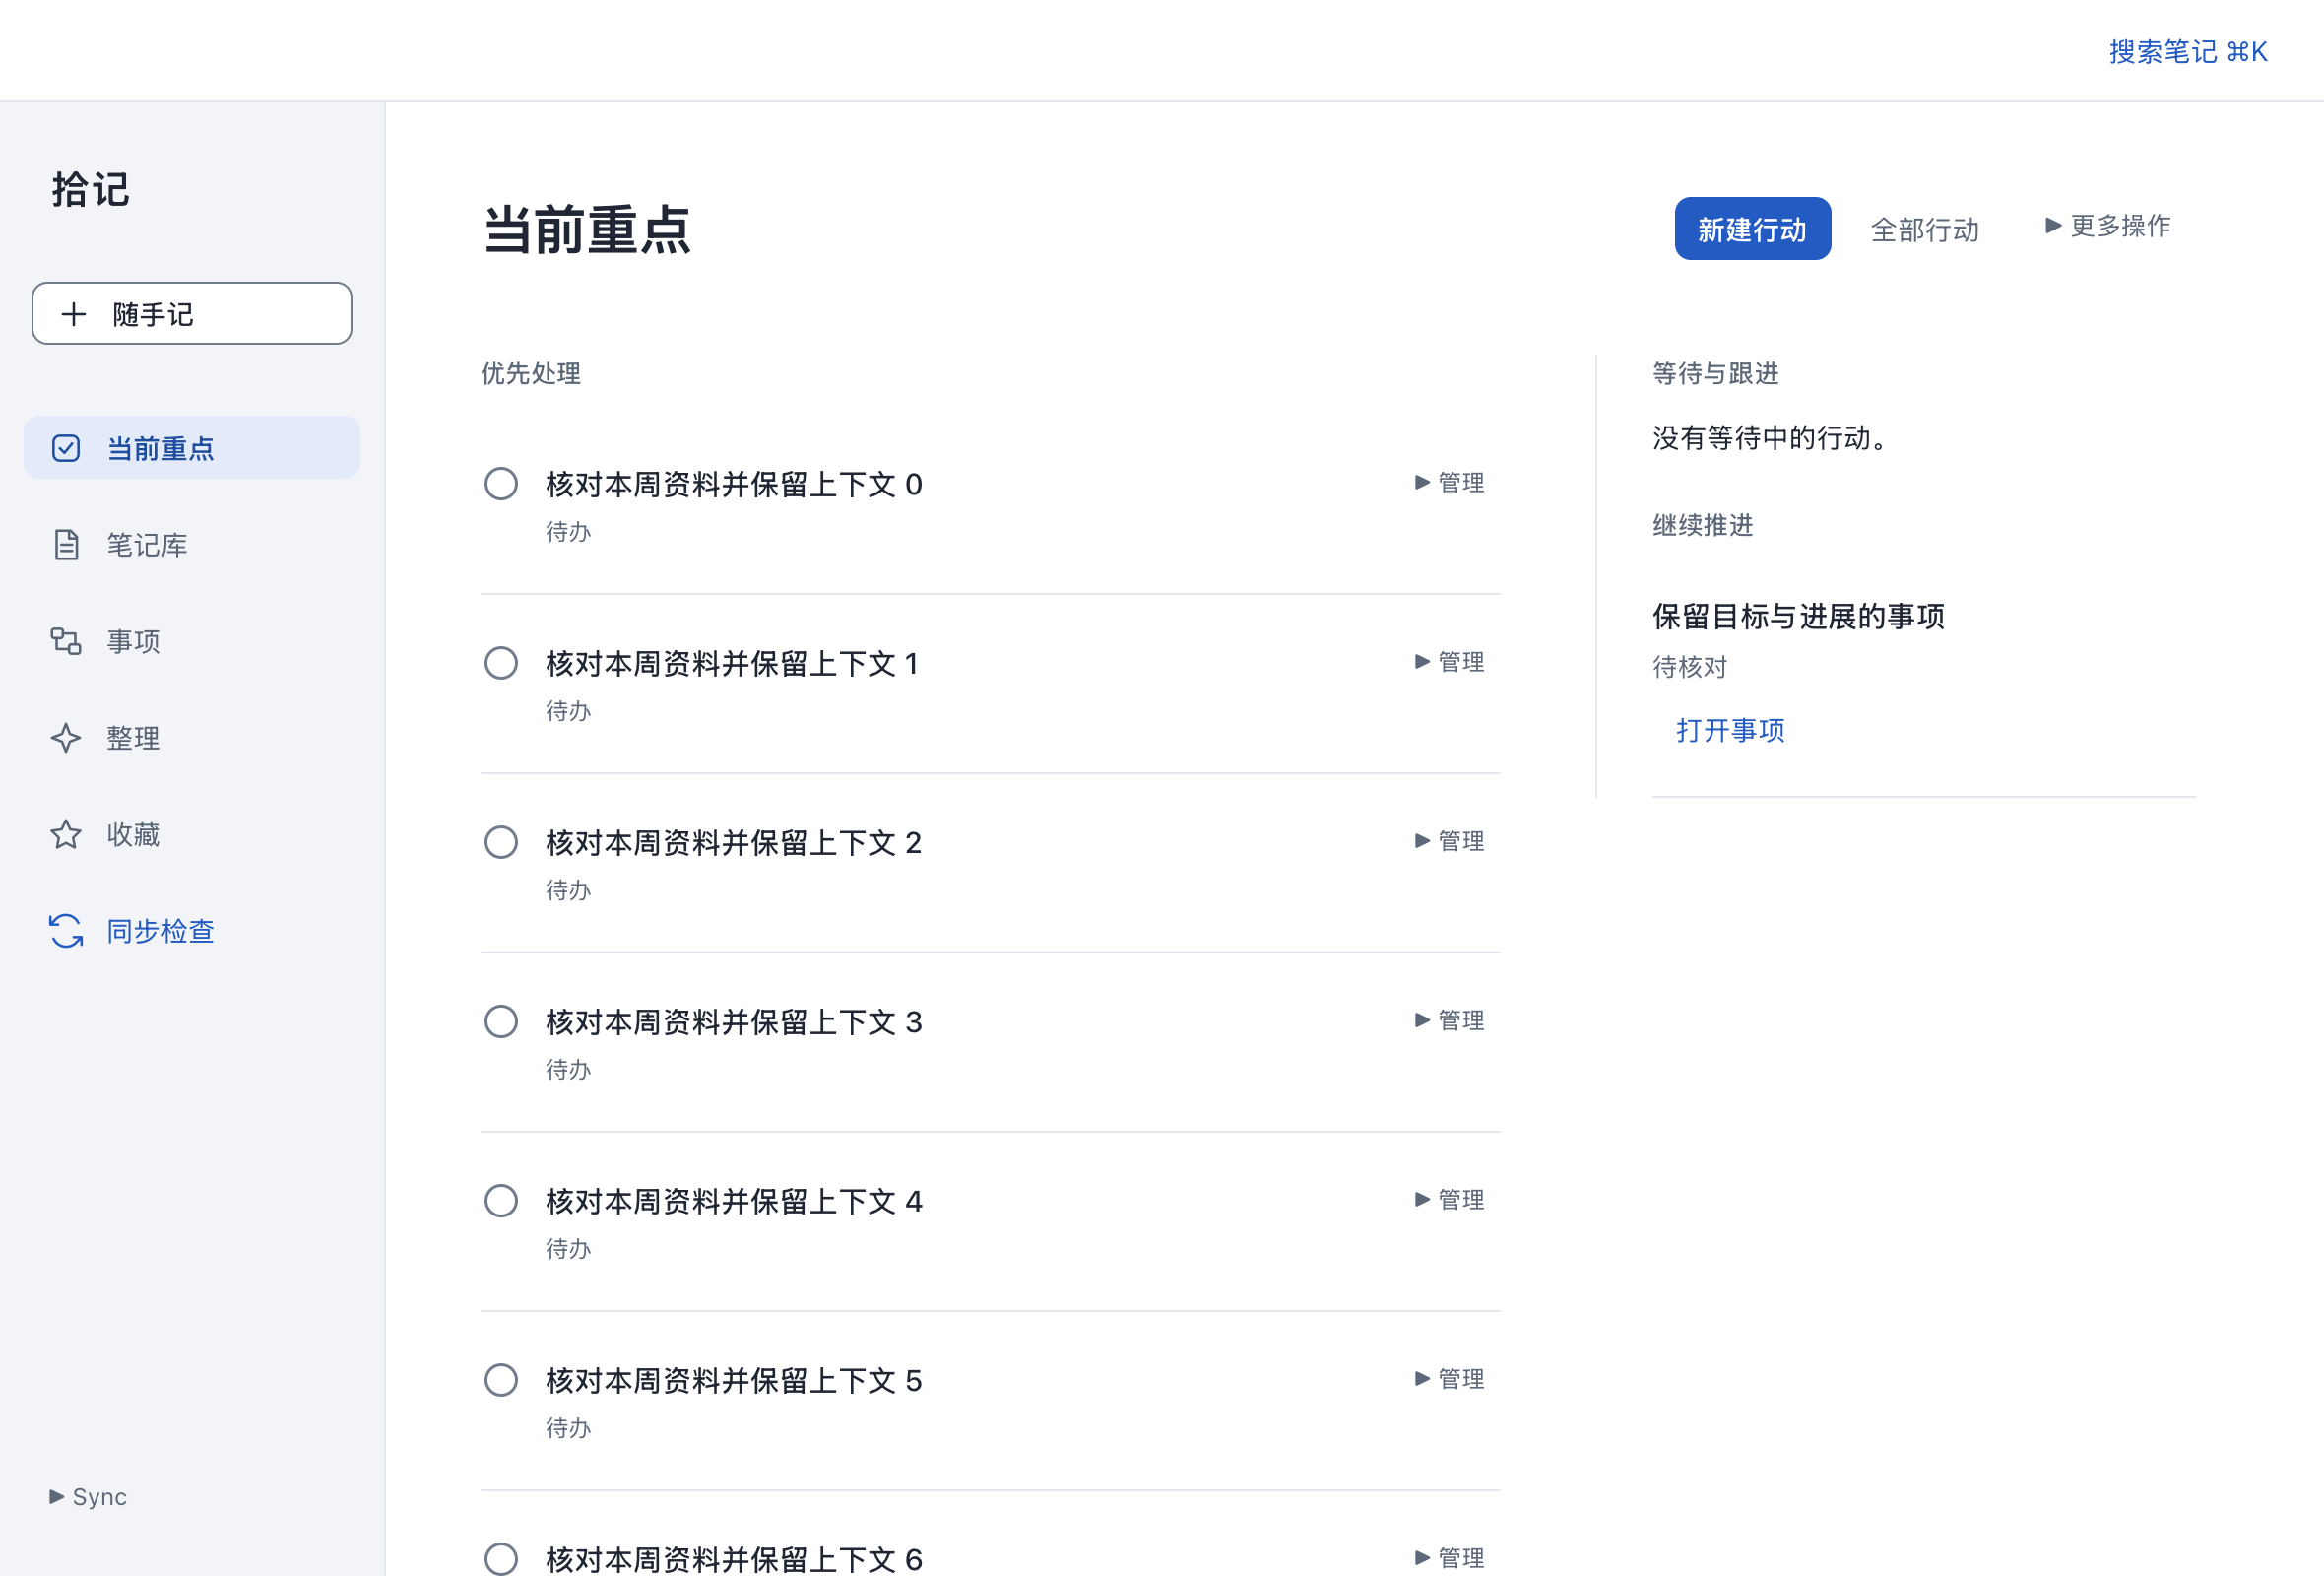 搜索笔记 ⌘K
拾记
随手记
当前重点
笔记库
事项
整理
收藏
同步检查
Sync
当前重点
新建行动
全部行动
更多操作
优先处理
核对本周资料并保留上下文 0
管理
待办
核对本周资料并保留上下文 1
管理
待办
核对本周资料并保留上下文 2
管理
待办
核对本周资料并保留上下文 3
管理
待办
核对本周资料并保留上下文 4
管理
待办
核对本周资料并保留上下文 5
管理
待办
核对本周资料并保留上下文 6
管理
等待与跟进
没有等待中的行动。
继续推进
保留目标与进展的事项
待核对
打开事项